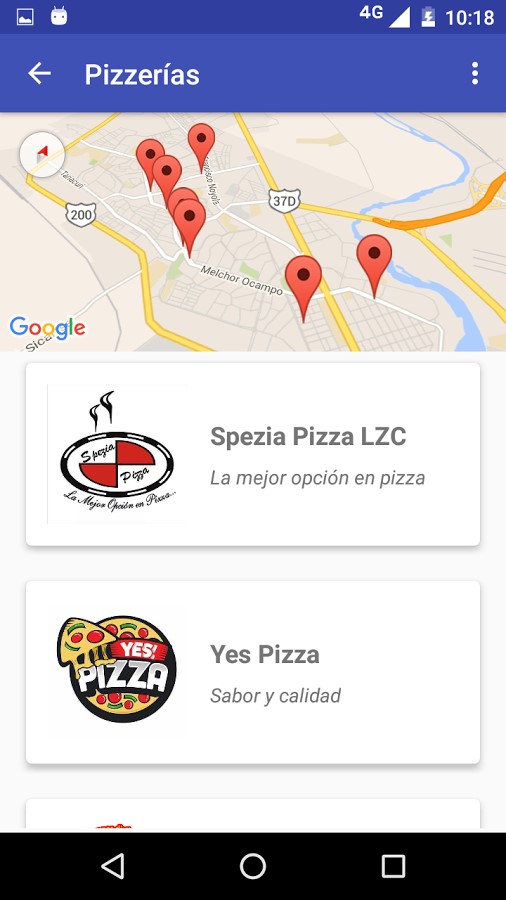 4G 10:18
Pizzerías
Tariacuri
200
37D
Melchor Ocampo
Google
Spezia
Pizza
La Mejor Opción en Pizza...
Spezia Pizza LZC
La mejor opción en pizza
YES!
PIZZA
Yes Pizza
Sabor y calidad